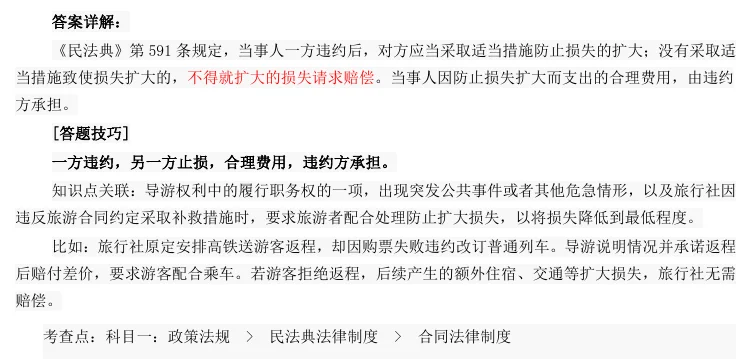 答案详解：
《民法典》第 591 条规定，当事人一方违约后，对方应当采取适当措施防止损失的扩大；没有采取适
当措施致使损失扩大的，不得就扩大的损失请求赔偿。当事人因防止损失扩大而支出的合理费用，由违约
方承担。
[答题技巧]
一方违约，另一方止损，合理费用，违约方承担。
知识点关联：导游权利中的履行职务权的一项，出现突发公共事件或者其他危急情形，以及旅行社因
违反旅游合同约定采取补救措施时，要求旅游者配合处理防止扩大损失，以将损失降低到最低程度。
比如：旅行社原定安排高铁送游客返程，却因购票失败违约改订普通列车。导游说明情况并承诺返程
后赔付差价，要求游客配合乘车。若游客拒绝返程，后续产生的额外住宿、交通等扩大损失，旅行社无需
赔偿。
考查点：科目一：政策法规 > 民法典法律制度 > 合同法律制度